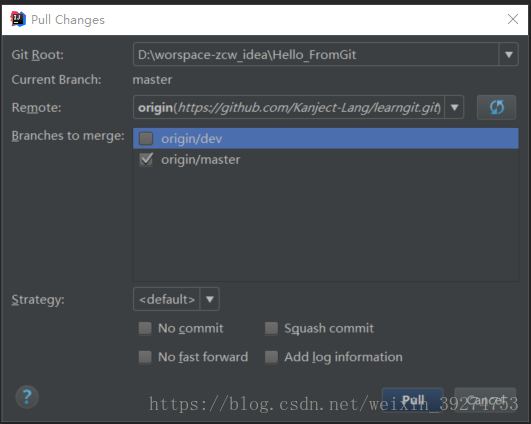 Pull Changes
Git Root: D:\worspace-zcw_idea\Hello_FromGit
Current Branch: master
Remote: origin(https://github.com/Kanject-Lang/learngit.git)
Branches to merge: origin/dev
origin/master
Strategy: <default>
No commit Squash commit
No fast forward Add log information
? Pull Cancel
https://blog.csdn.net/weixin_39274753